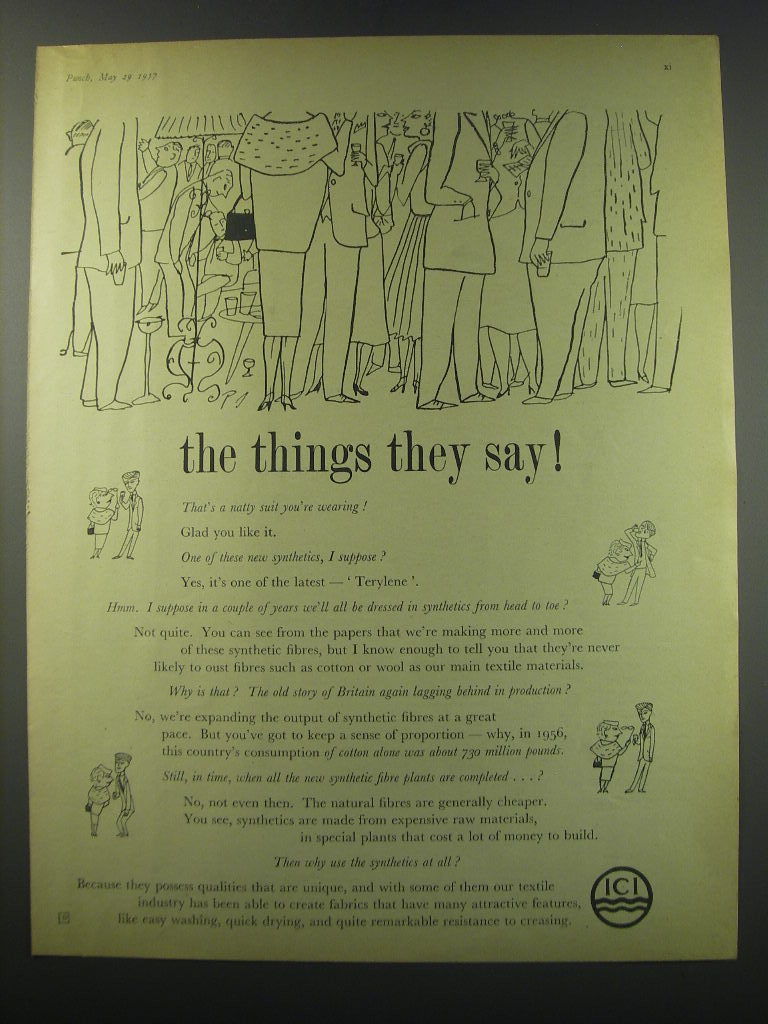 Punch, May 29 1957
xi
the things they say!
That's a natty suit you're wearing!
Glad you like it.
One of these new synthetics, I suppose?
Yes, it's one of the latest — ‘ Terylene ’.
Hmm. I suppose in a couple of years we'll all be dressed in synthetics from head to toe?
Not quite. You can see from the papers that we're making more and more
of these synthetic fibres, but I know enough to tell you that they're never
likely to oust fibres such as cotton or wool as our main textile materials.
Why is that? The old story of Britain again lagging behind in production?
No, we're expanding the output of synthetic fibres at a great
pace. But you've got to keep a sense of proportion — why, in 1956,
this country's consumption of cotton alone was about 730 million pounds.
Still, in time, when all the new synthetic fibre plants are completed . . . ?
No, not even then. The natural fibres are generally cheaper.
You see, synthetics are made from expensive raw materials,
in special plants that cost a lot of money to build.
Then why use the synthetics at all?
Because they possess qualities that are unique, and with some of them our textile
industry has been able to create fabrics that have many attractive features,
like easy washing, quick drying, and quite remarkable resistance to creasing.
ICI